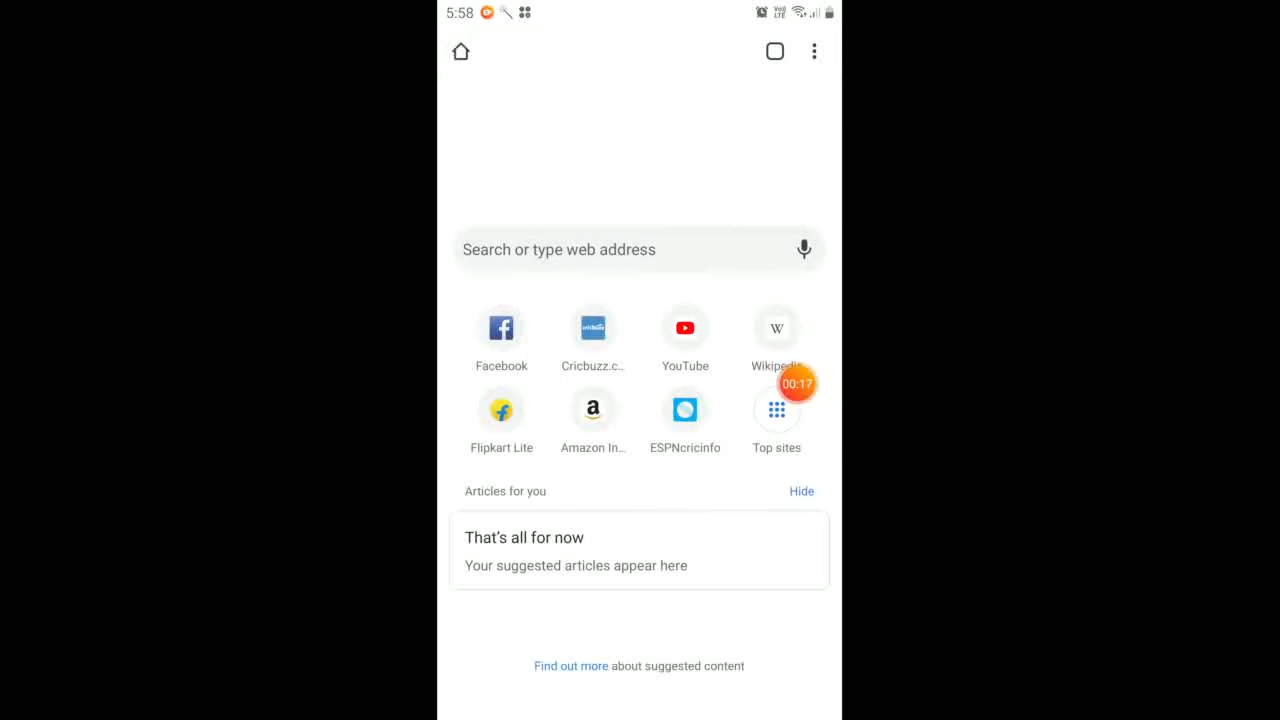 5:58
Vo)) LTE
Search or type web address
Facebook
Cricbuzz.c...
YouTube
W
00:17
Flipkart Lite
Amazon In...
ESPNcricinfo
Top sites
Articles for you
Hide
That's all for now
Your suggested articles appear here
Find out more about suggested content